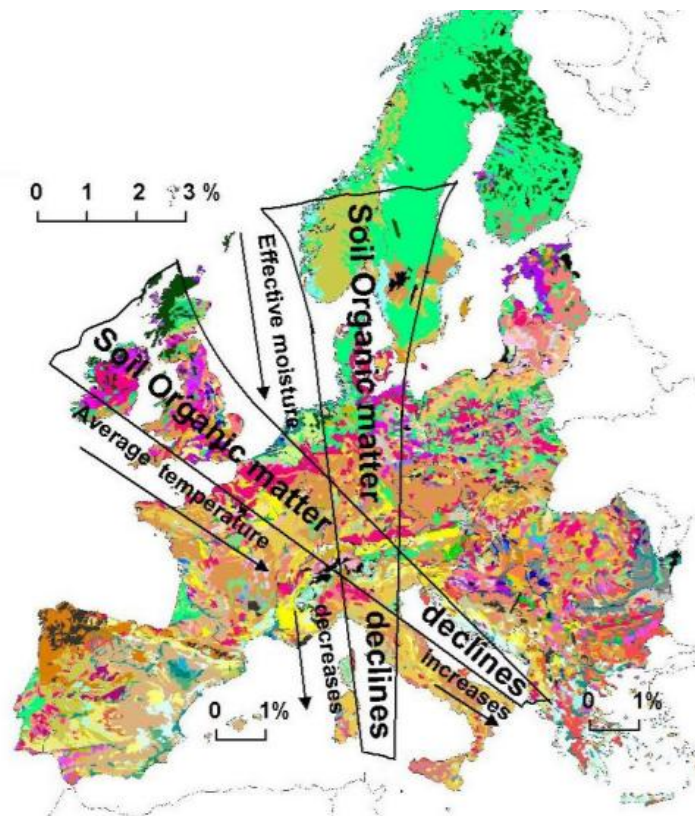 0 1 2 3 %
Effective moisture
decreases
Soil Organic matter
declines
Soil Organic matter
declines
Average temperature
Increases
0 1%
0 1%